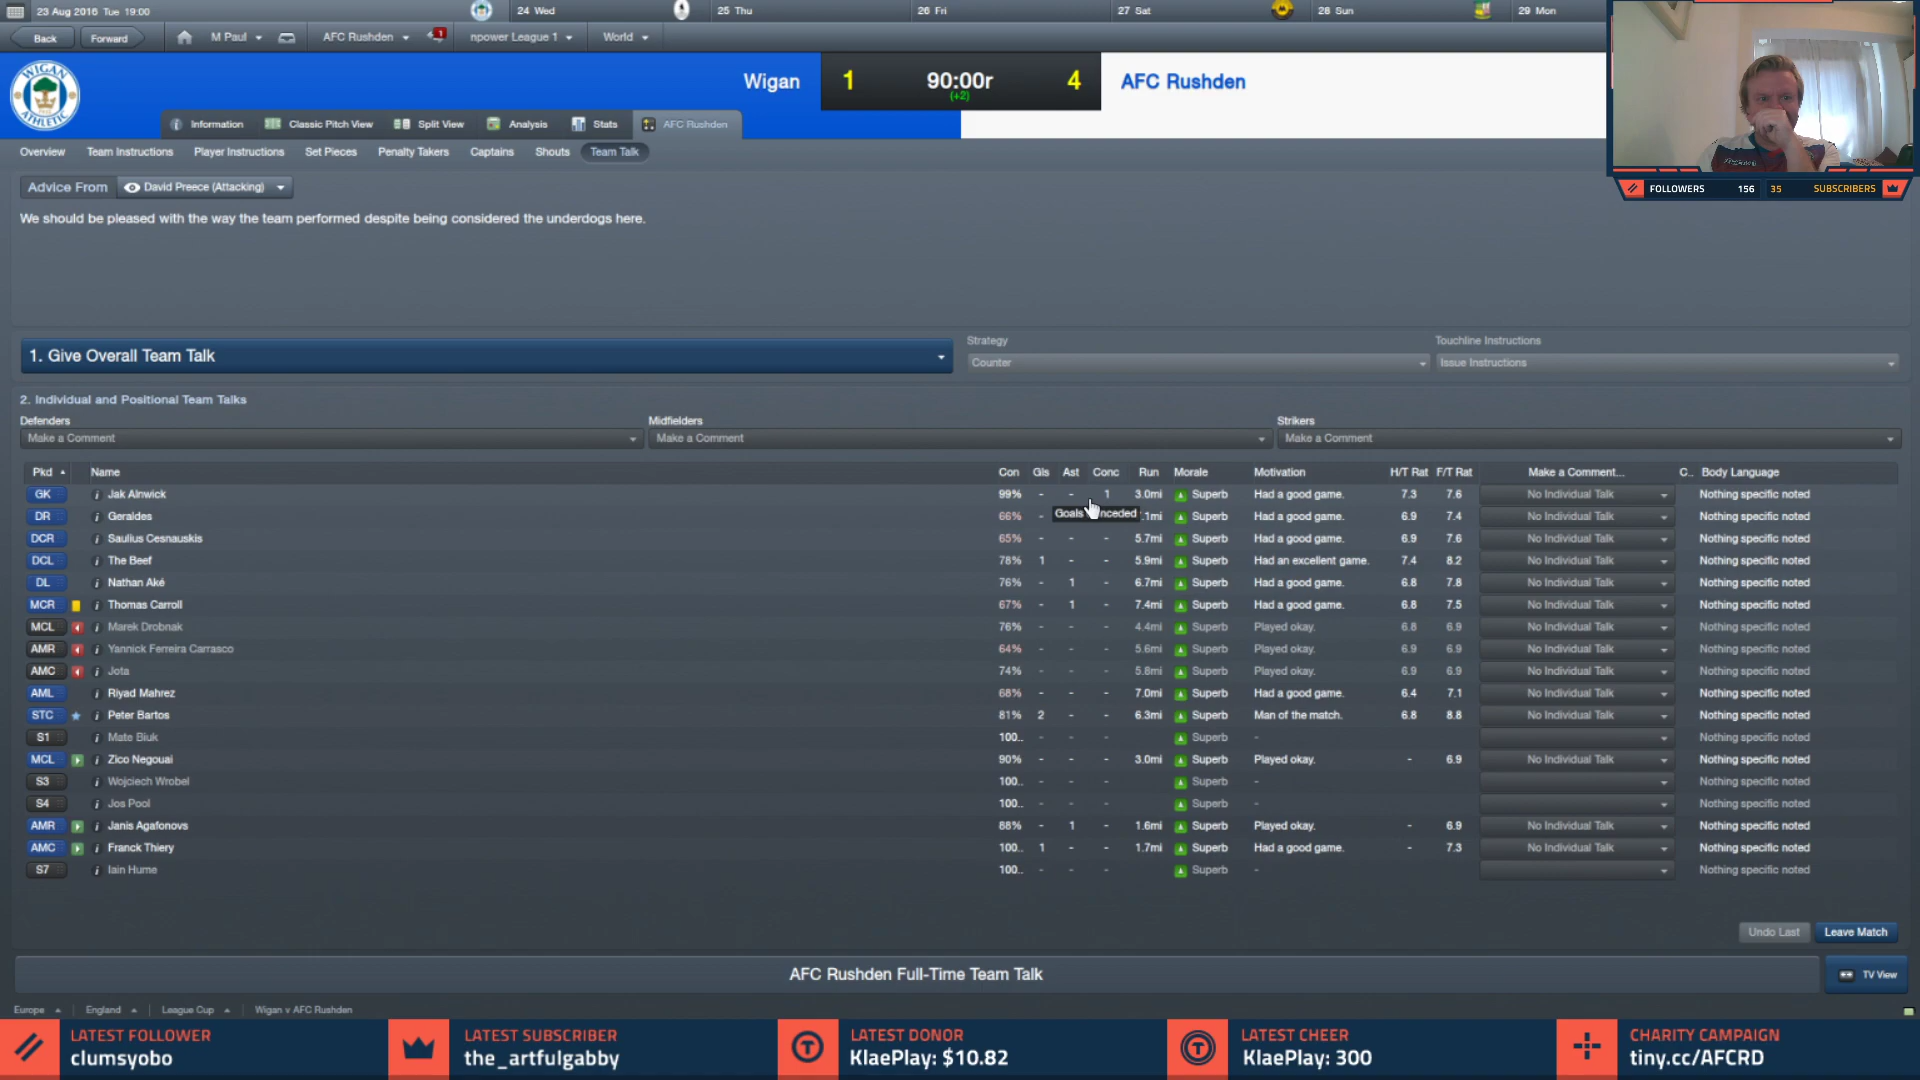 23 Aug 2016 Tue 19:00
24 Wed
25 Thu
26 Fri
27 Sat
28 Sun
29 Mon
Back
Forward
M Paul
AFC Rushden
1
npower League 1
World
WIGAN
ATHLETIC
Wigan
1
90:00r
(+2)
4
AFC Rushden
Information
Classic Pitch View
Split View
Analysis
Stats
AFC Rushden
Overview
Team Instructions
Player Instructions
Set Pieces
Penalty Takers
Captains
Shouts
Team Talk
FOLLOWERS 156 35 SUBSCRIBERS
Advice From
David Preece (Attacking)
We should be pleased with the way the team performed despite being considered the underdogs here.
1. Give Overall Team Talk
Strategy
Counter
Touchline Instructions
Issue Instructions
2. Individual and Positional Team Talks
Defenders
Make a Comment
Midfielders
Make a Comment
Strikers
Make a Comment
Pkd Name Con Gls Ast Conc Run Morale Motivation H/T Rat F/T Rat Make a Comment... C.. Body Language
GK i Jak Alnwick 99% - - 1 3.0mi Superb Had a good game. 7.3 7.6 No Individual Talk Nothing specific noted
DR i Geraldes 66% - .1mi Superb Had a good game. 6.9 7.4 No Individual Talk Nothing specific noted
Goals nceded
DCR i Saulius Cesnauskis 65% - - - 5.7mi Superb Had a good game. 6.9 7.6 No Individual Talk Nothing specific noted
DCL i The Beef 78% 1 - - 5.9mi Superb Had an excellent game. 7.4 8.2 No Individual Talk Nothing specific noted
DL i Nathan Aké 76% - 1 - 6.7mi Superb Had a good game. 6.8 7.8 No Individual Talk Nothing specific noted
MCR i Thomas Carroll 67% - 1 - 7.4mi Superb Had a good game. 6.8 7.5 No Individual Talk Nothing specific noted
MCL i Marek Drobnak 76% - - - 4.4mi Superb Played okay. 6.8 6.9 No Individual Talk Nothing specific noted
AMR i Yannick Ferreira Carrasco 64% - - - 5.6mi Superb Played okay. 6.9 6.9 No Individual Talk Nothing specific noted
AMC i Jota 74% - - - 5.8mi Superb Played okay. 6.9 6.9 No Individual Talk Nothing specific noted
AML i Riyad Mahrez 68% - - - 7.0mi Superb Had a good game. 6.4 7.1 No Individual Talk Nothing specific noted
STC i Peter Bartos 81% 2 - - 6.3mi Superb Man of the match. 6.8 8.8 No Individual Talk Nothing specific noted
S1 i Mate Biuk 100.. - - - Superb - Nothing specific noted
MCL i Zico Negouai 90% - - - 3.0mi Superb Played okay. - 6.9 No Individual Talk Nothing specific noted
S3 i Wojciech Wrobel 100.. - - - Superb - Nothing specific noted
S4 i Jos Pool 100.. - - - Superb - Nothing specific noted
AMR i Janis Agafonovs 88% - 1 - 1.6mi Superb Played okay. - 6.9 No Individual Talk Nothing specific noted
AMC i Franck Thiery 100.. 1 - - 1.7mi Superb Had a good game. - 7.3 No Individual Talk Nothing specific noted
S7 i Iain Hume 100.. - - - Superb - Nothing specific noted
Undo Last
Leave Match
AFC Rushden Full-Time Team Talk
TV View
Europe
England
League Cup
Wigan v AFC Rushden
LATEST FOLLOWER
clumsyobo
LATEST SUBSCRIBER
the_artfulgabby
LATEST DONOR
KlaePlay: $10.82
LATEST CHEER
KlaePlay: 300
CHARITY CAMPAIGN
tiny.cc/AFCRD